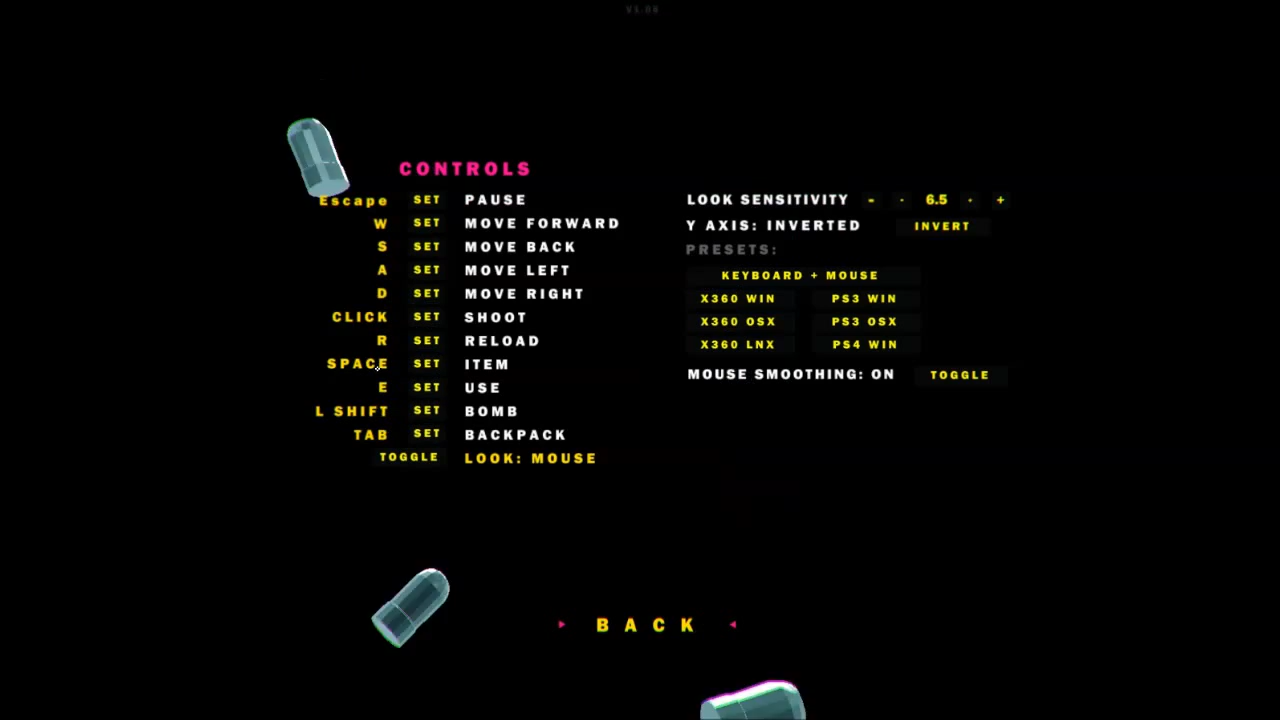 V1.08
CONTROLS
Escape SET PAUSE
W SET MOVE FORWARD
S SET MOVE BACK
A SET MOVE LEFT
D SET MOVE RIGHT
CLICK SET SHOOT
R SET RELOAD
SPACE SET ITEM
E SET USE
L SHIFT SET BOMB
TAB SET BACKPACK
TOGGLE LOOK: MOUSE
LOOK SENSITIVITY - · 6.5 · +
Y AXIS: INVERTED INVERT
PRESETS:
KEYBOARD + MOUSE
X360 WIN PS3 WIN
X360 OSX PS3 OSX
X360 LNX PS4 WIN
MOUSE SMOOTHING: ON TOGGLE
BACK